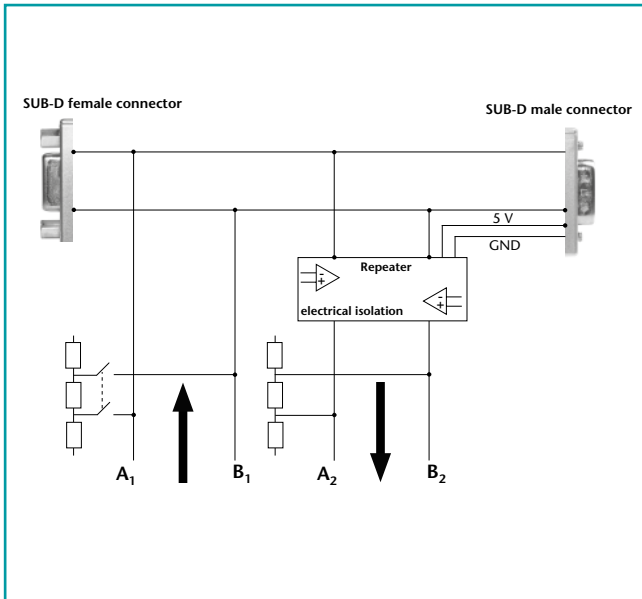 SUB-D female connector
SUB-D male connector
5 V
GND
Repeater
electrical isolation
A₁
B₁
A₂
B₂